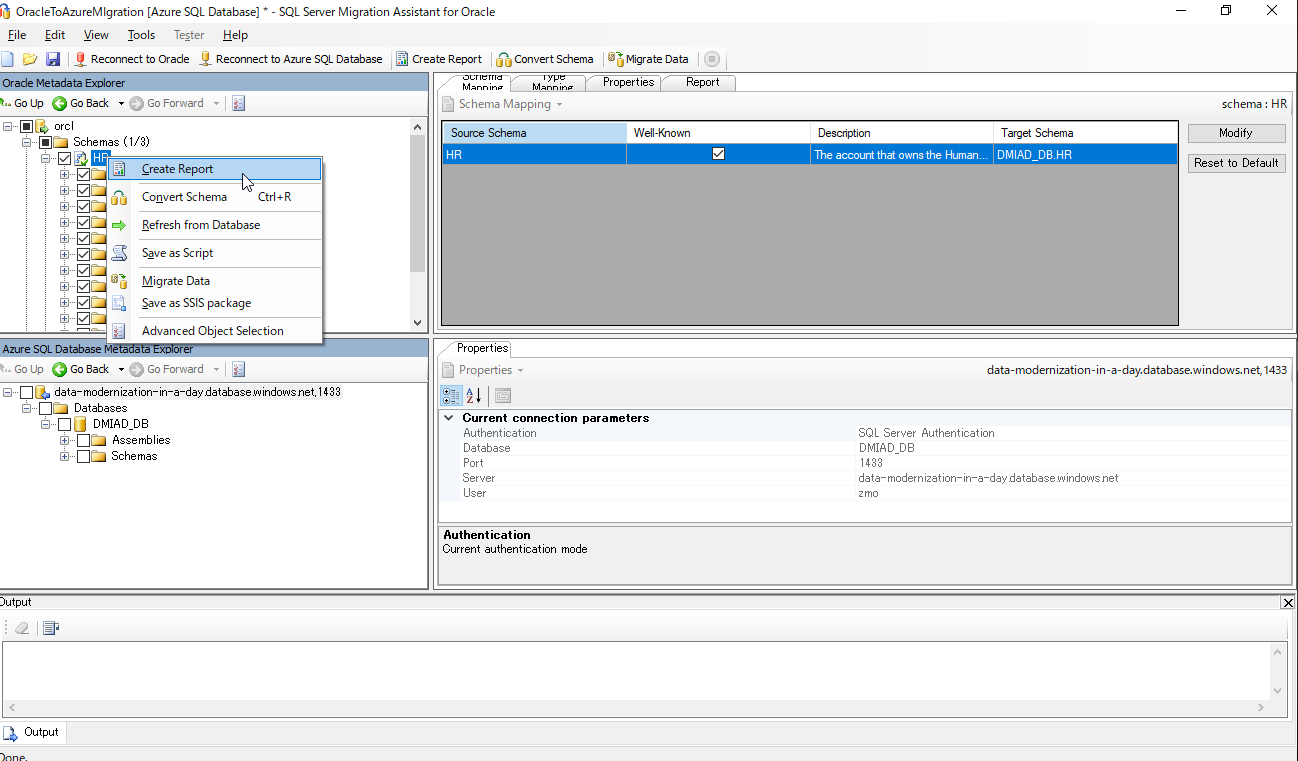 OracleToAzureMIgration [Azure SQL Database] * - SQL Server Migration Assistant for Oracle
File Edit View Tools Tester Help
Reconnect to Oracle Reconnect to Azure SQL Database Create Report Convert Schema Migrate Data
Oracle Metadata Explorer
Go Up Go Back Go Forward
orcl
Schemas (1/3)
HR
Create Report
Convert Schema Ctrl+R
Refresh from Database
Save as Script
Migrate Data
Save as SSIS package
Advanced Object Selection
Schema Mapping Type Mapping Properties Report
Schema Mapping schema : HR
Source Schema Well-Known Description Target Schema
HR The account that owns the Human... DMIAD_DB.HR
Modify
Reset to Default
Azure SQL Database Metadata Explorer
Go Up Go Back Go Forward
data-modernization-in-a-day.database.windows.net,1433
Databases
DMIAD_DB
Assemblies
Schemas
Properties
Properties data-modernization-in-a-day.database.windows.net,1433
Current connection parameters
Authentication SQL Server Authentication
Database DMIAD_DB
Port 1433
Server data-modernization-in-a-day.database.windows.net
User zmo
Authentication
Current authentication mode
Output
Output
Done.